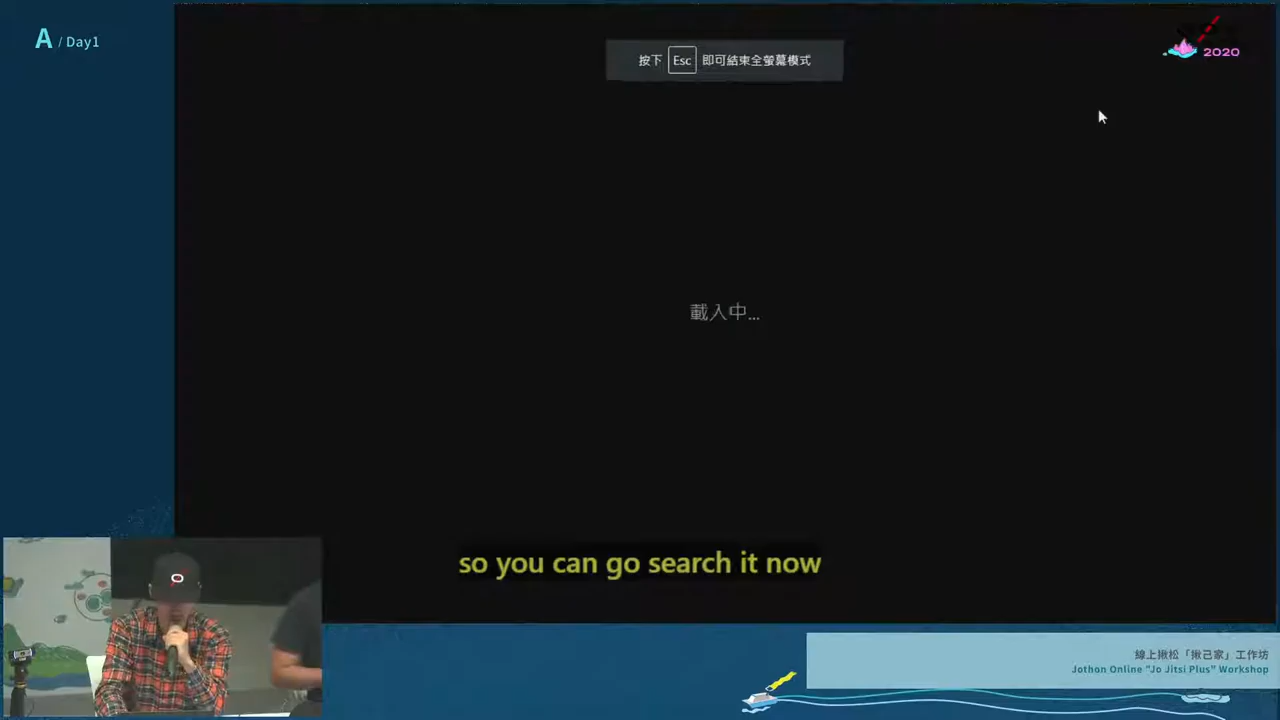 A / Day1
2020
按下 Esc 即可結束全螢幕模式
載入中...
so you can go search it now
線上揪松「揪己家」工作坊
Jothon Online "Jo Jitsi Plus" Workshop